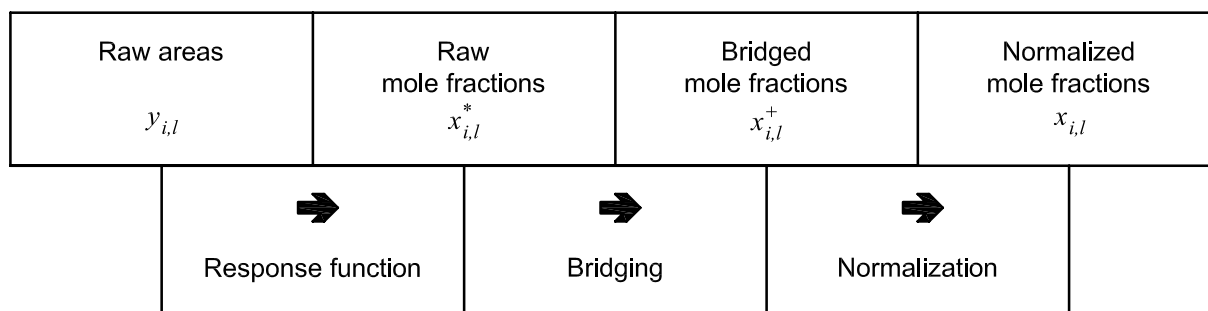 Raw areas
Raw
mole fractions
Bridged
mole fractions
Normalized
mole fractions
y_{i,l}
x^*_{i,l}
x^+_{i,l}
x_{i,l}
Response function
Bridging
Normalization